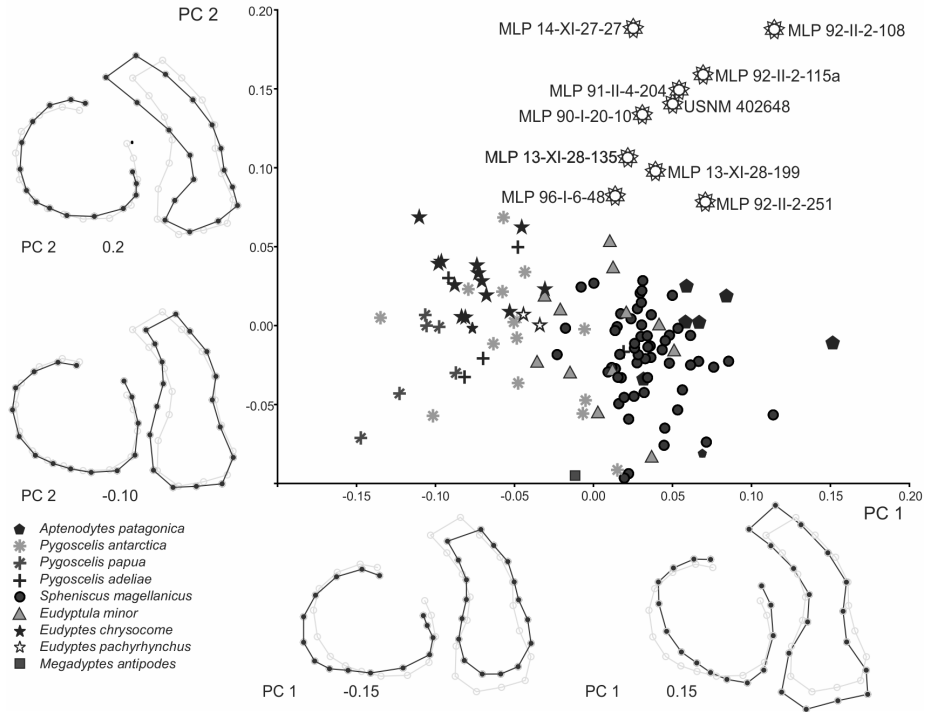 PC 2
0.20
MLP 14-XI-27-27
MLP 92-II-2-108
MLP 92-II-2-115a
0.15
MLP 91-II-4-204
USNM 402648
MLP 90-I-20-10
MLP 13-XI-28-135
0.10
MLP 13-XI-28-199
MLP 96-I-6-48
MLP 92-II-2-251
PC 2 0.2
0.05
0.00
-0.05
PC 2 -0.10
-0.15 -0.10 -0.05 0.00 0.05 0.10 0.15 0.20
PC 1
Aptenodytes patagonica
Pygoscelis antarctica
Pygoscelis papua
Pygoscelis adeliae
Spheniscus magellanicus
Eudyptula minor
Eudyptes chrysocome
Eudyptes pachyrhynchus
Megadyptes antipodes
PC 1 -0.15
PC 1 0.15